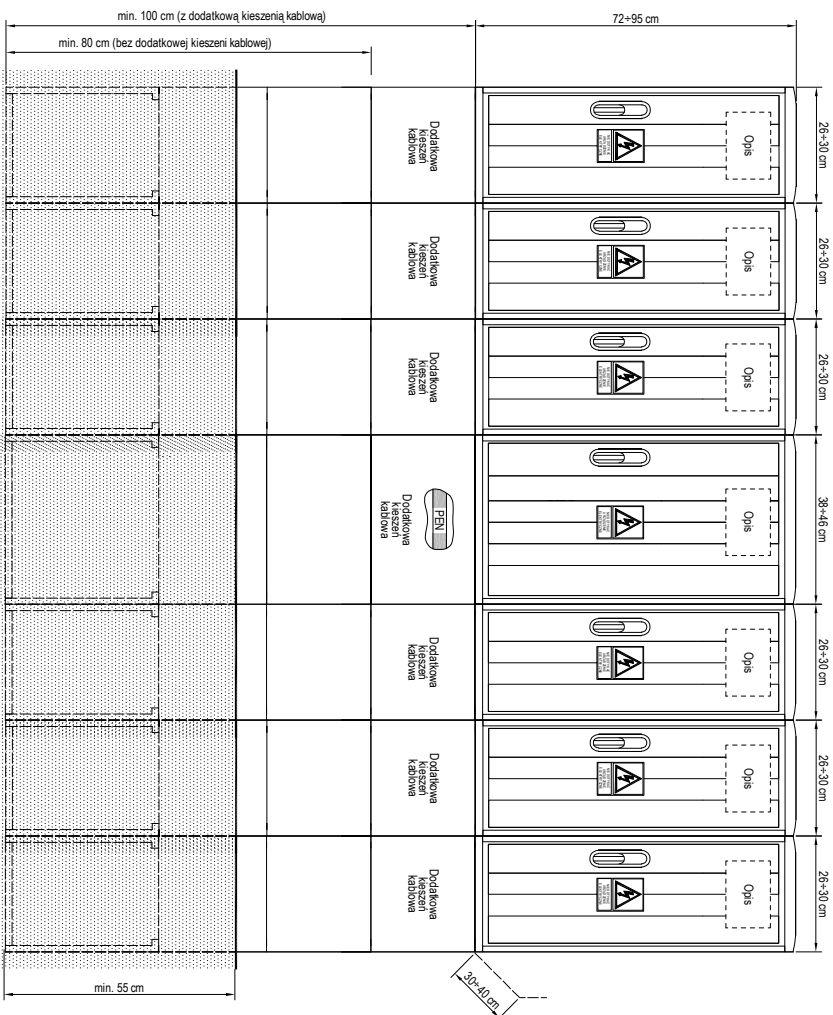 min. 100 cm (z dodatkową kieszenią kablową)
72÷95 cm
min. 80 cm (bez dodatkowej kieszeni kablowej)
26÷30 cm
Dodatkowa
kieszeń
kablowa
Opis
26÷30 cm
Dodatkowa
kieszeń
kablowa
Opis
26÷30 cm
Dodatkowa
kieszeń
kablowa
Opis
38÷46 cm
PEN
Dodatkowa
kieszeń
kablowa
Opis
26÷30 cm
Dodatkowa
kieszeń
kablowa
Opis
26÷30 cm
Dodatkowa
kieszeń
kablowa
Opis
26÷30 cm
Dodatkowa
kieszeń
kablowa
Opis
30÷40 cm
min. 55 cm